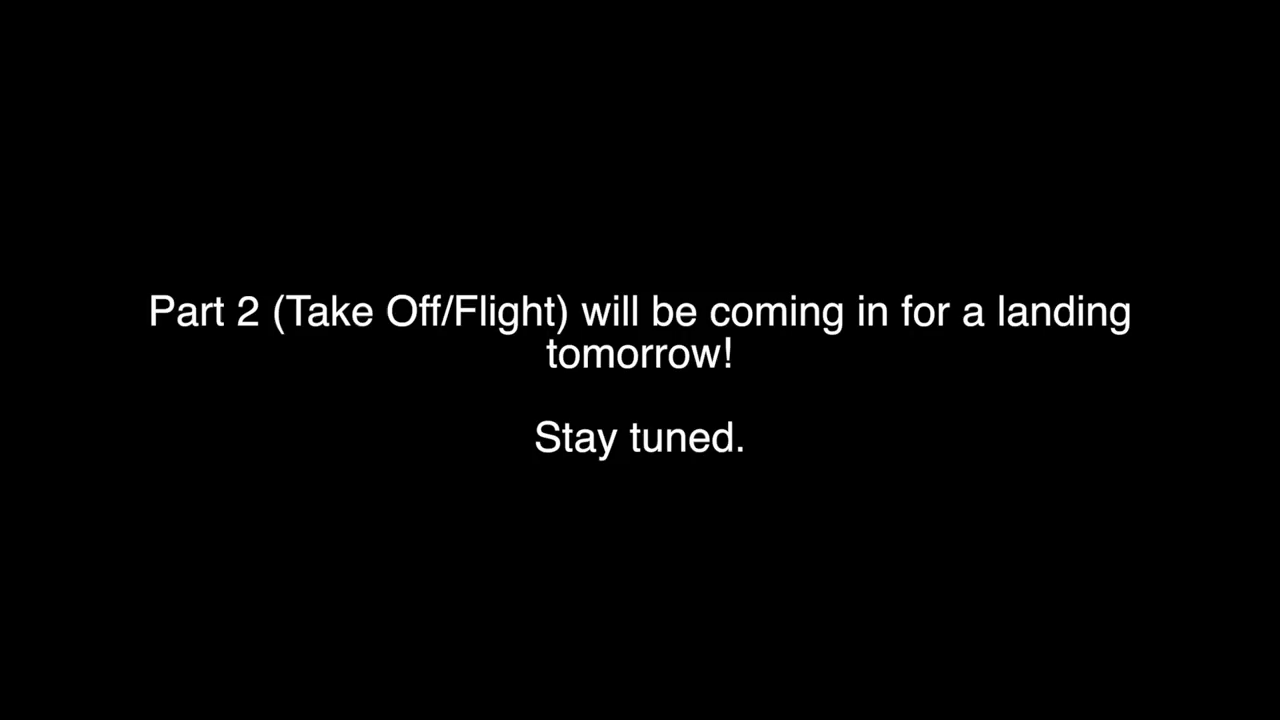 Part 2 (Take Off/Flight) will be coming in for a landing
tomorrow!
Stay tuned.